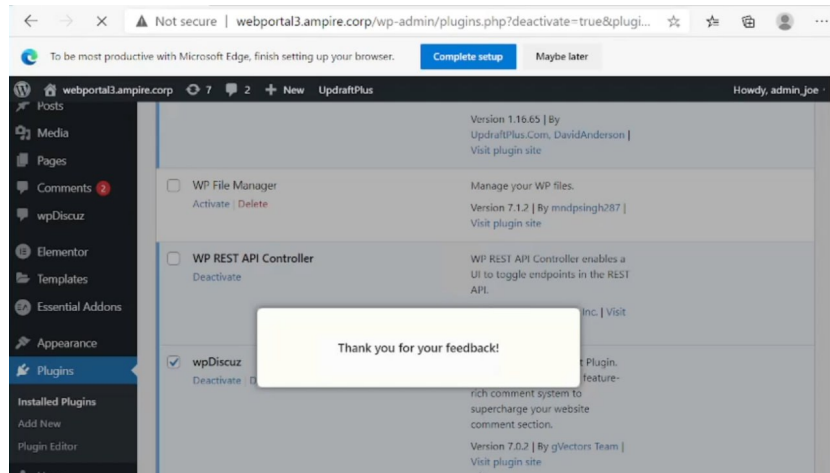 Not secure | webportal3.ampire.corp/wp-admin/plugins.php?deactivate=true&plugi...
To be most productive with Microsoft Edge, finish setting up your browser. Complete setup Maybe later
webportal3.ampire.corp 7 2 + New UpdraftPlus Howdy, admin_joe
Posts
Media
Pages
Comments 2
wpDiscuz
Elementor
Templates
Essential Addons
Appearance
Plugins
Installed Plugins
Add New
Plugin Editor
Version 1.16.65 | By
UpdraftPlus.Com, DavidAnderson |
Visit plugin site
WP File Manager
Activate | Delete
Manage your WP files.
Version 7.1.2 | By mndpsingh287 |
Visit plugin site
WP REST API Controller
Deactivate
WP REST API Controller enables a
UI to toggle endpoints in the REST
API.
Inc. | Visit
Thank you for your feedback!
wpDiscuz
Deactivate | D
t Plugin.
feature-
rich comment system to
supercharge your website
comment section.
Version 7.0.2 | By gVectors Team |
Visit plugin site